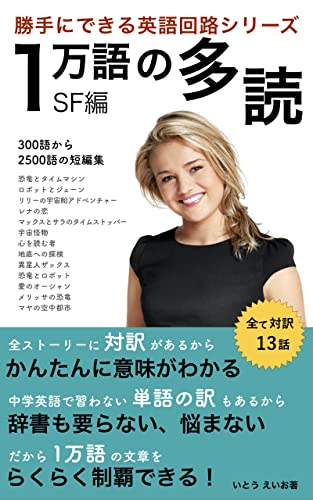 勝手にできる英語回路シリーズ
1万語の多読
SF編
300語から
2500語の短編集
恐竜とタイムマシン
ロボットとジェーン
リリーの宇宙船アドベンチャー
レナの恋
マックスとサラのタイムストッパー
宇宙怪物
心を読む者
地底への探検
異星人ザックス
恐竜とロボット
愛のオーシャン
メリッサの恐竜
マヤの空中都市
全て対訳
13話
全ストーリーに 対訳 があるから
かんたんに意味がわかる
中学英語で習わない 単語の訳 もあるから
辞書も要らない、悩まない
だから 1万語 の文章を
らくらく制覇できる！
いとう えいお著